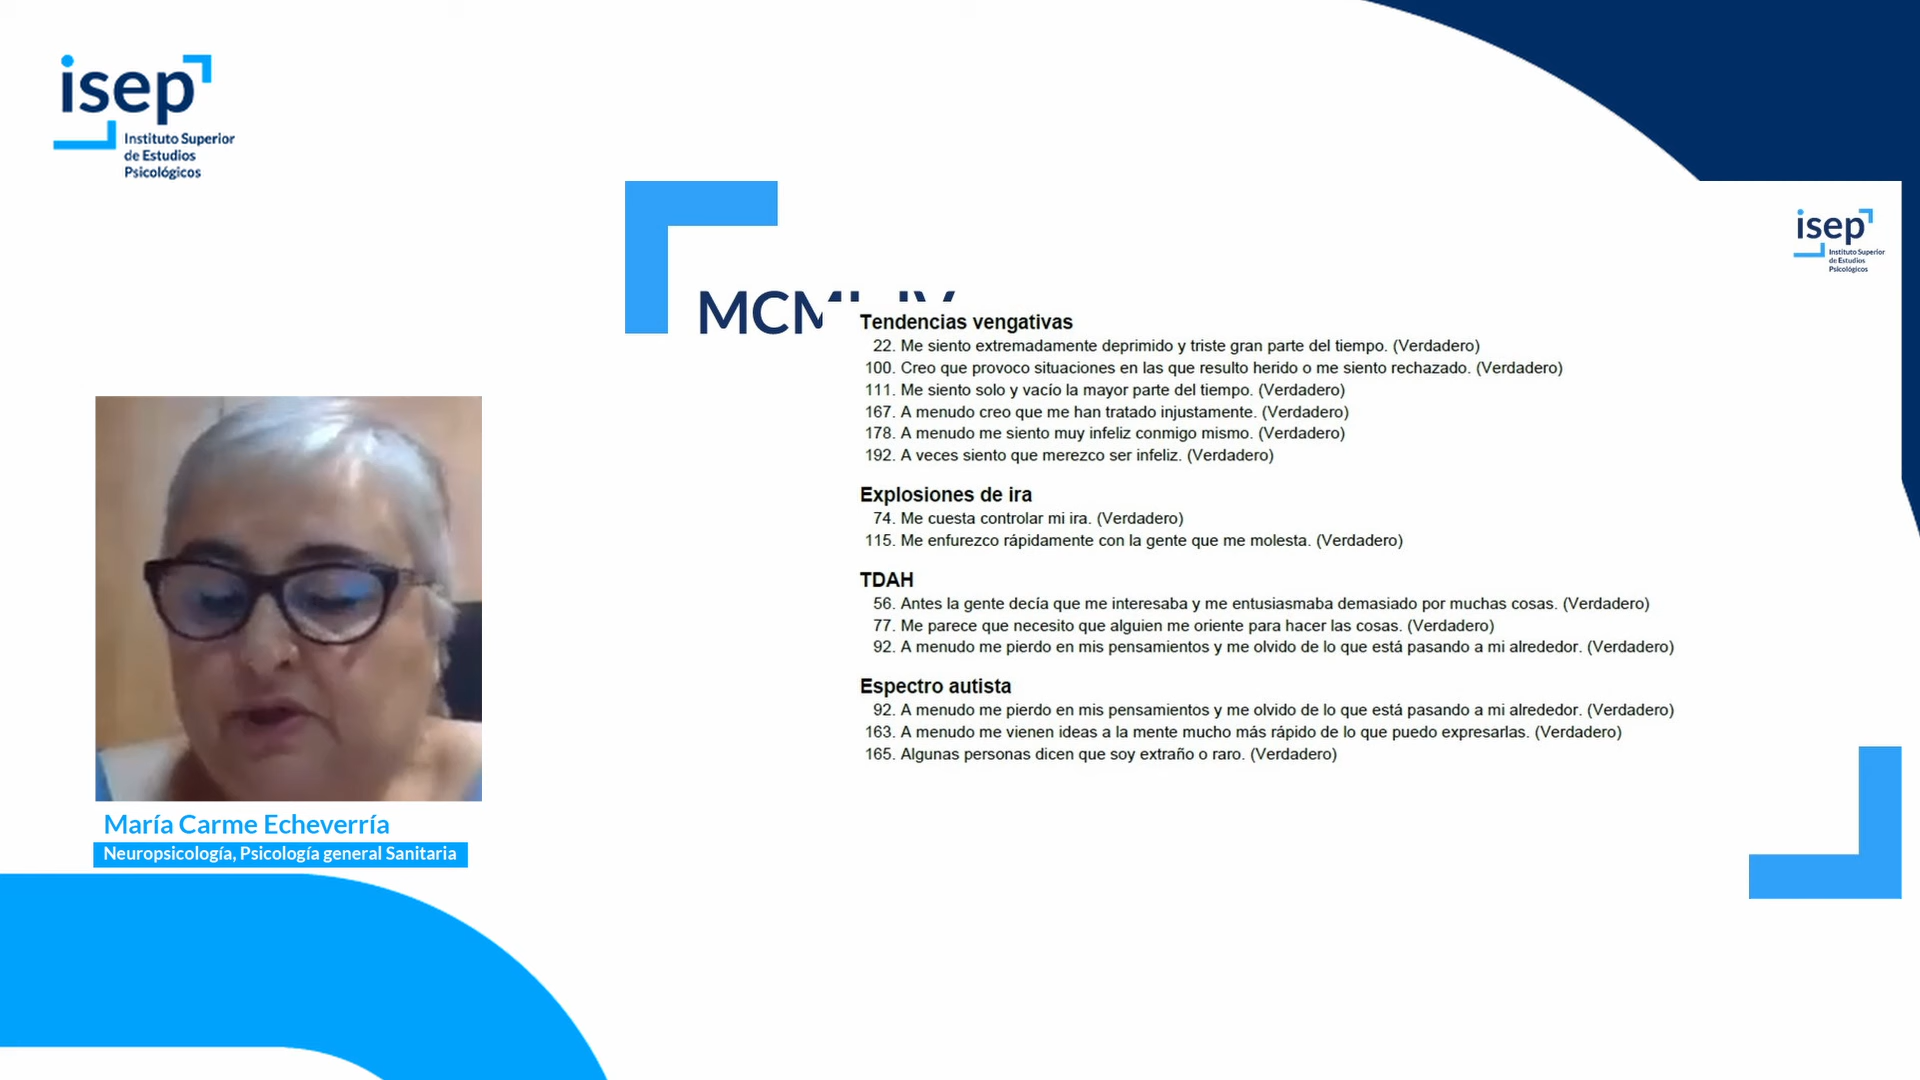 isep
Instituto Superior
de Estudios
Psicológicos
isep
Instituto Superior
de Estudios
Psicológicos
Tendencias vengativas
22. Me siento extremadamente deprimido y triste gran parte del tiempo. (Verdadero)
100. Creo que provoco situaciones en las que resulto herido o me siento rechazado. (Verdadero)
111. Me siento solo y vacío la mayor parte del tiempo. (Verdadero)
167. A menudo creo que me han tratado injustamente. (Verdadero)
178. A menudo me siento muy infeliz conmigo mismo. (Verdadero)
192. A veces siento que merezco ser infeliz. (Verdadero)
Explosiones de ira
74. Me cuesta controlar mi ira. (Verdadero)
115. Me enfurezco rápidamente con la gente que me molesta. (Verdadero)
TDAH
56. Antes la gente decía que me interesaba y me entusiasmaba demasiado por muchas cosas. (Verdadero)
77. Me parece que necesito que alguien me oriente para hacer las cosas. (Verdadero)
92. A menudo me pierdo en mis pensamientos y me olvido de lo que está pasando a mi alrededor. (Verdadero)
Espectro autista
92. A menudo me pierdo en mis pensamientos y me olvido de lo que está pasando a mi alrededor. (Verdadero)
163. A menudo me vienen ideas a la mente mucho más rápido de lo que puedo expresarlas. (Verdadero)
165. Algunas personas dicen que soy extraño o raro. (Verdadero)
María Carme Echeverría
Neuropsicología, Psicología general Sanitaria